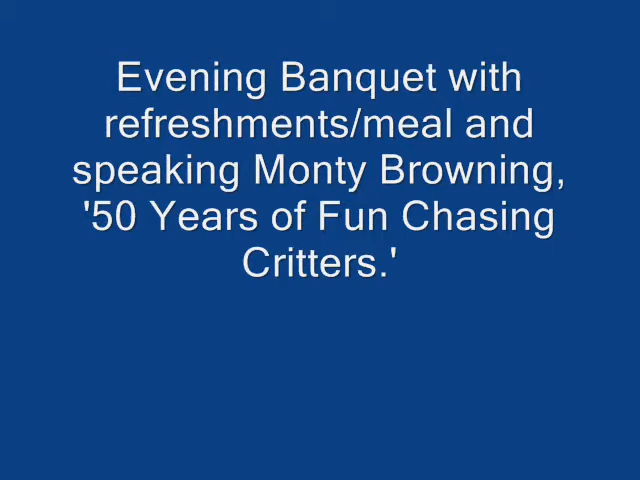 Evening Banquet with
refreshments/meal and
speaking Monty Browning,
'50 Years of Fun Chasing
Critters.'